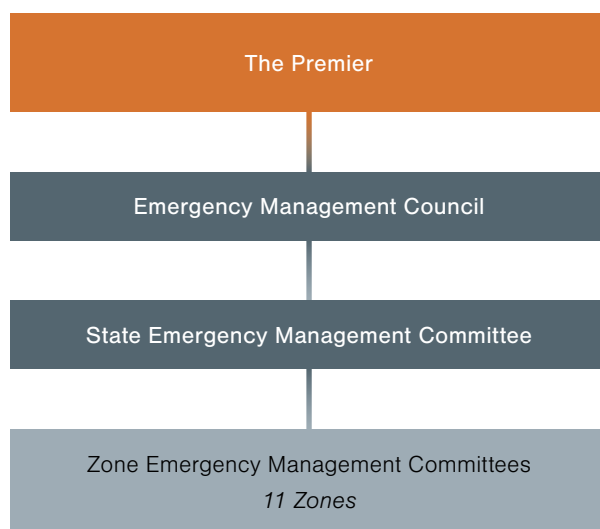 The Premier
Emergency Management Council
State Emergency Management Committee
Zone Emergency Management Committees
11 Zones